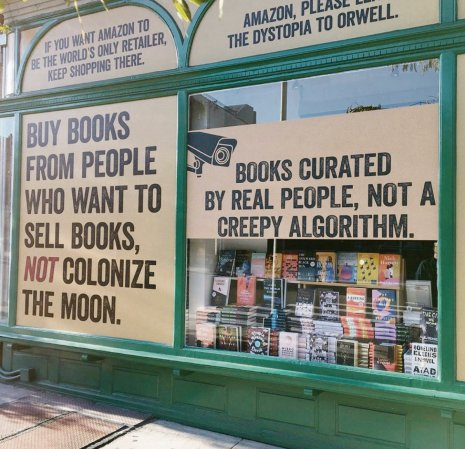 IF YOU WANT AMAZON TO
BE THE WORLD'S ONLY RETAILER,
KEEP SHOPPING THERE.
AMAZON, PLEASE
THE DYSTOPIA TO ORWELL.
BUY BOOKS
FROM PEOPLE
WHO WANT TO
SELL BOOKS,
NOT COLONIZE
THE MOON.
BOOKS CURATED
BY REAL PEOPLE, NOT A
CREEPY ALGORITHM.